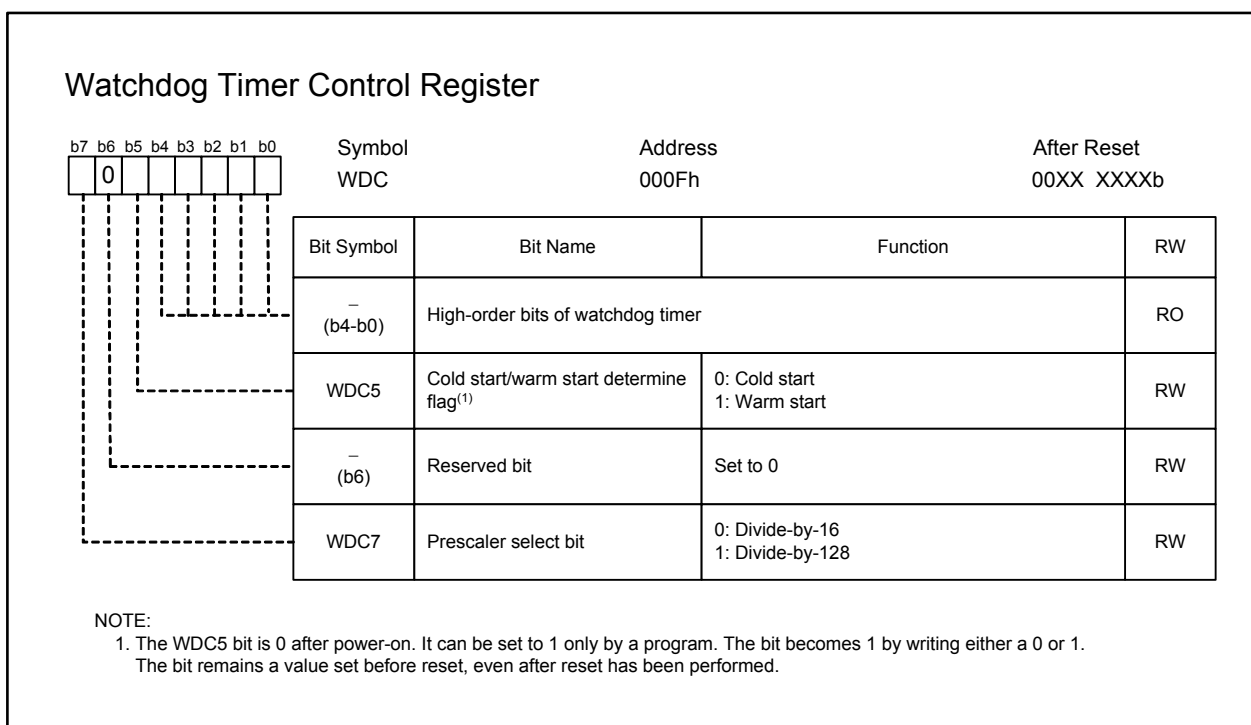 Watchdog Timer Control Register
b7 b6 b5 b4 b3 b2 b1 b0
0
Symbol Address After Reset
WDC 000Fh 00XX XXXXb
Bit Symbol Bit Name Function RW
–
(b4-b0) High-order bits of watchdog timer RO
WDC5 Cold start/warm start determine flag(1) 0: Cold start
1: Warm start RW
–
(b6) Reserved bit Set to 0 RW
WDC7 Prescaler select bit 0: Divide-by-16
1: Divide-by-128 RW
NOTE:
1. The WDC5 bit is 0 after power-on. It can be set to 1 only by a program. The bit becomes 1 by writing either a 0 or 1.
The bit remains a value set before reset, even after reset has been performed.